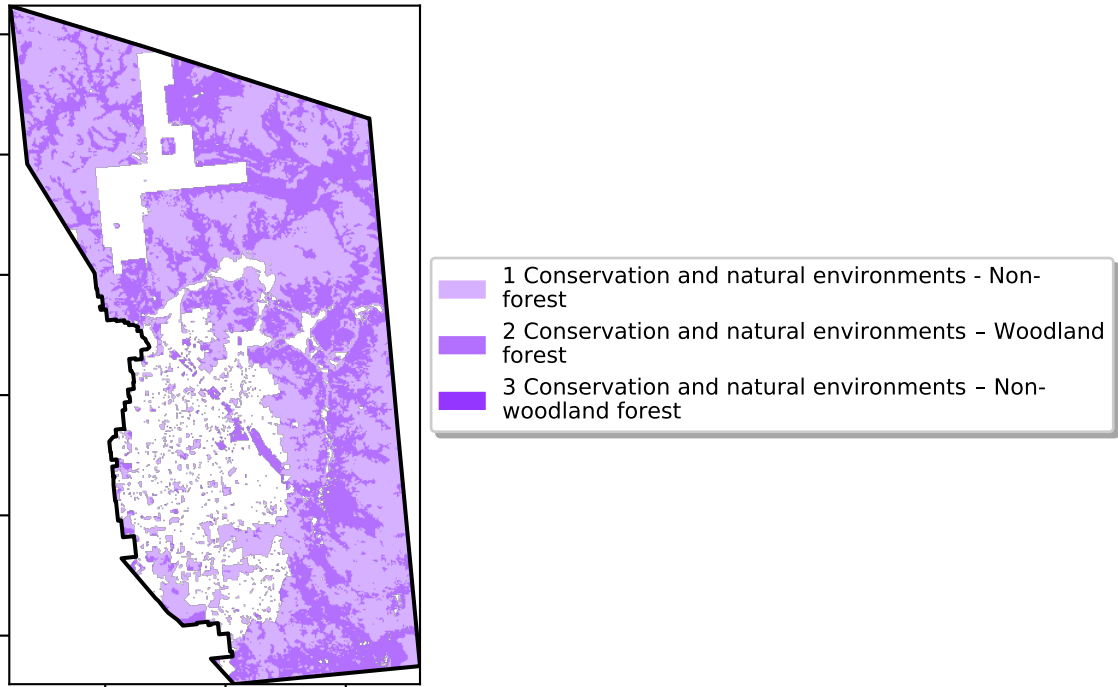 1 Conservation and natural environments - Non-
forest
2 Conservation and natural environments – Woodland
forest
3 Conservation and natural environments – Non-
woodland forest